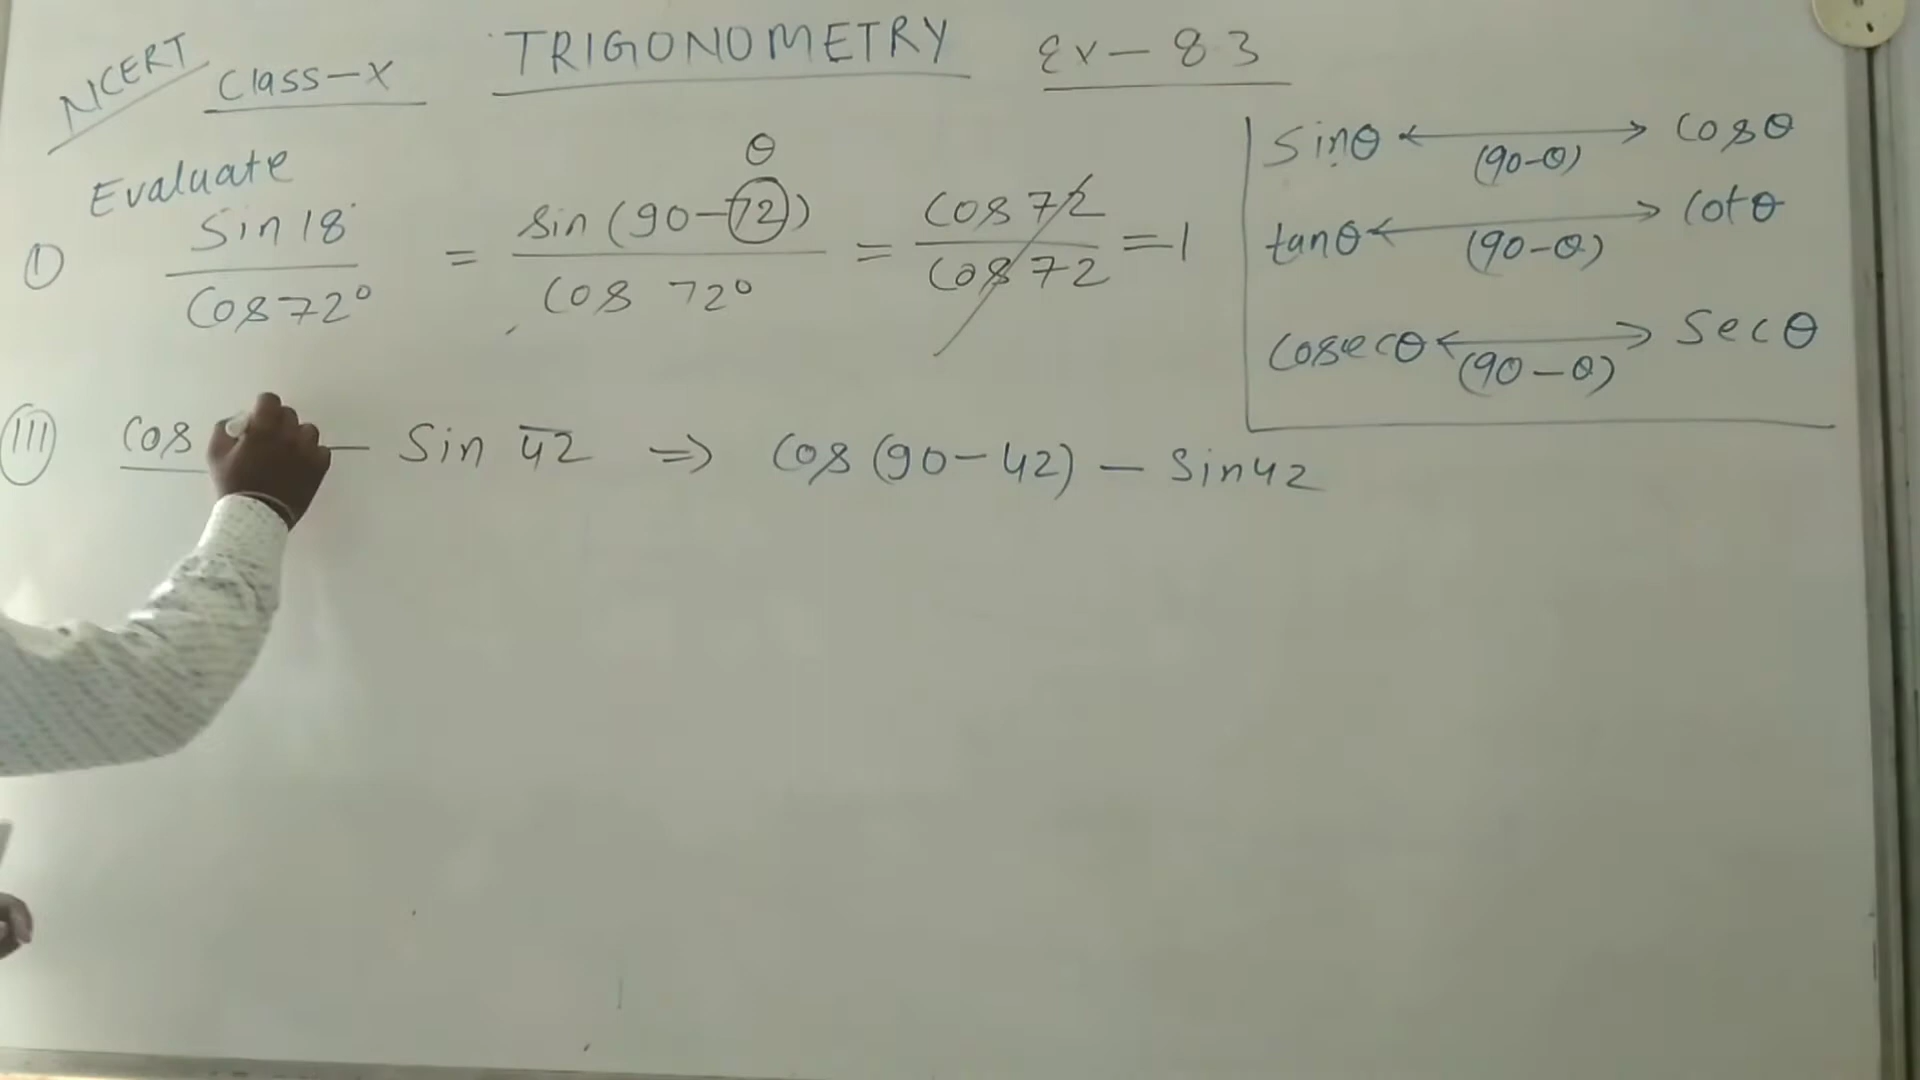 NCERT Class-X TRIGONOMETRY Ex-8.3
Evaluate
① Sin 18° / Cos 72° = sin (90-72) / Cos 72° = Cos 72 / Cos 72 = 1
θ
III Cos - Sin 42 ⇒ Cos (90-42) - Sin 42
Sinθ ↔ (90-θ) Cosθ
tanθ ↔ (90-θ) Cotθ
Cosecθ ↔ (90-θ) Secθ